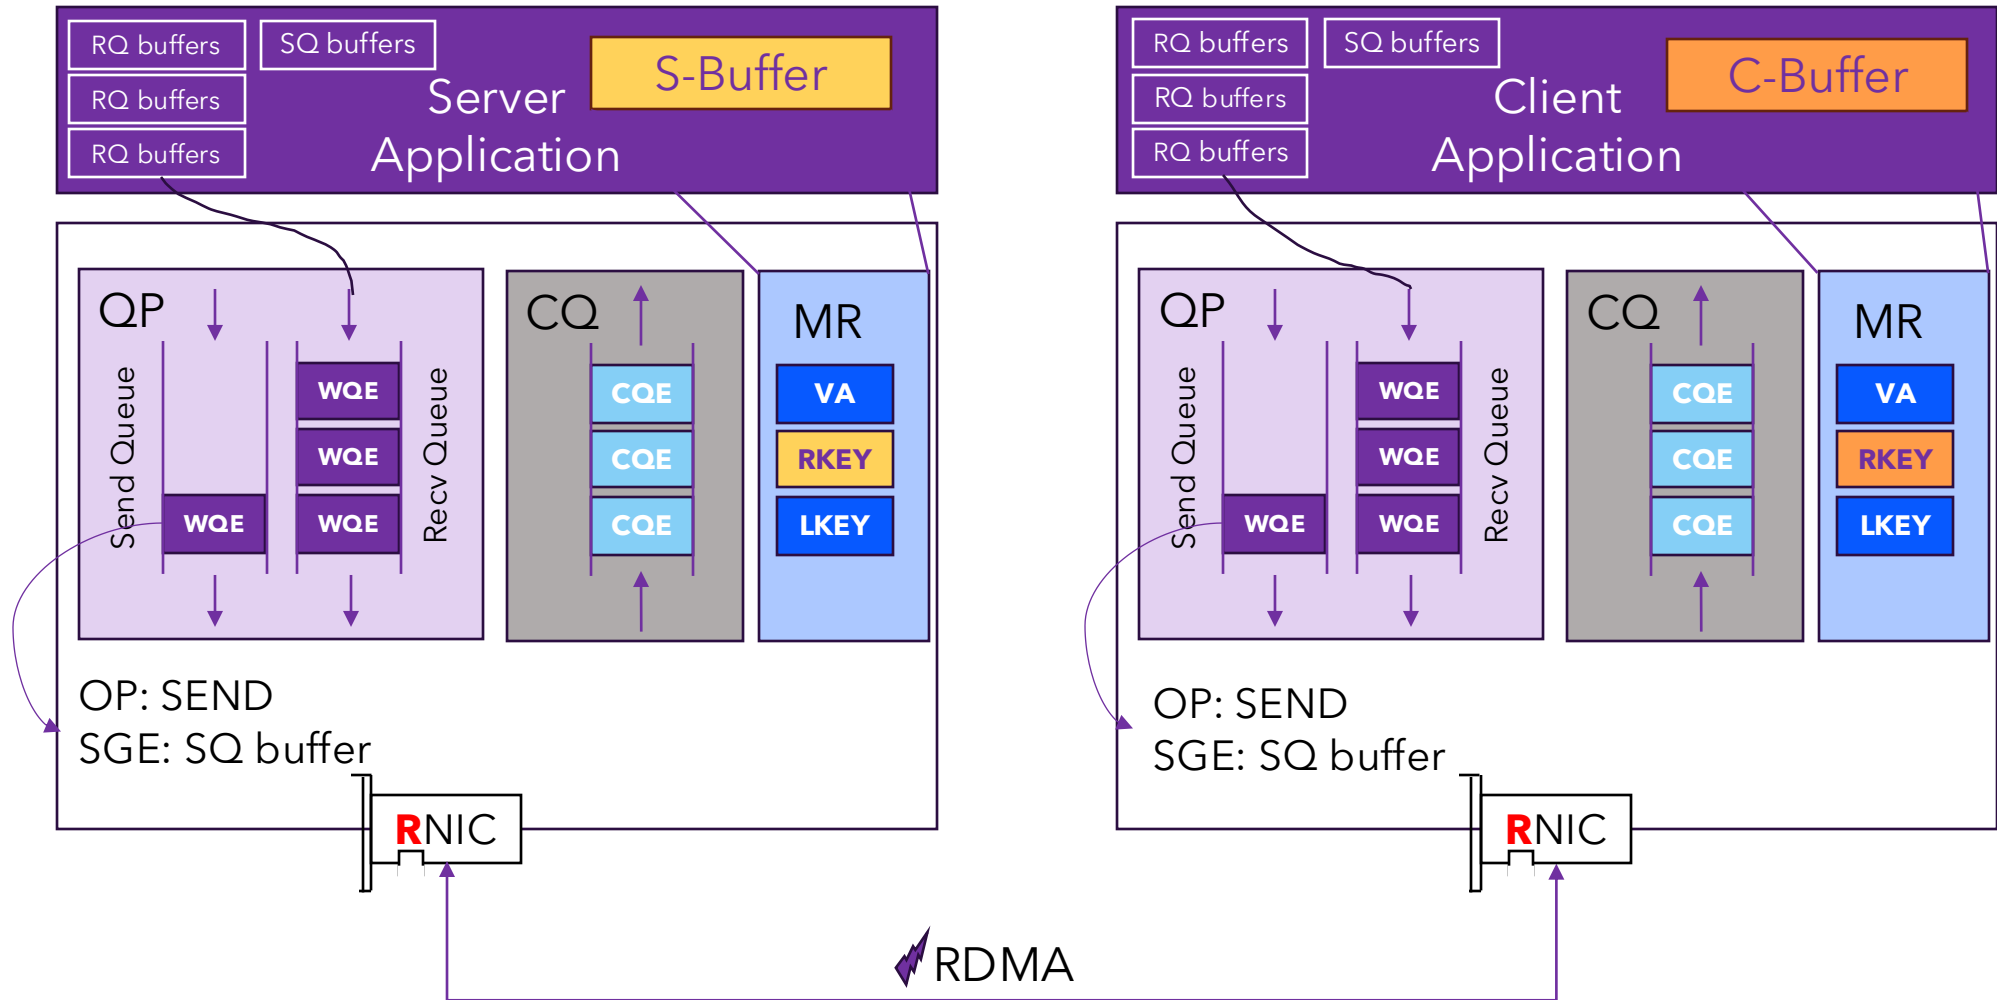 RQ buffers
SQ buffers
S-Buffer
RQ buffers
Server
Application
RQ buffers
QP
CQ
MR
Send Queue
WQE
WQE
WQE
WQE
Recv Queue
CQE
CQE
CQE
VA
RKEY
LKEY
OP: SEND
SGE: SQ buffer
RNIC
RQ buffers
SQ buffers
C-Buffer
RQ buffers
Client
Application
RQ buffers
QP
CQ
MR
Send Queue
WQE
WQE
WQE
WQE
Recv Queue
CQE
CQE
CQE
VA
RKEY
LKEY
OP: SEND
SGE: SQ buffer
RNIC
RDMA